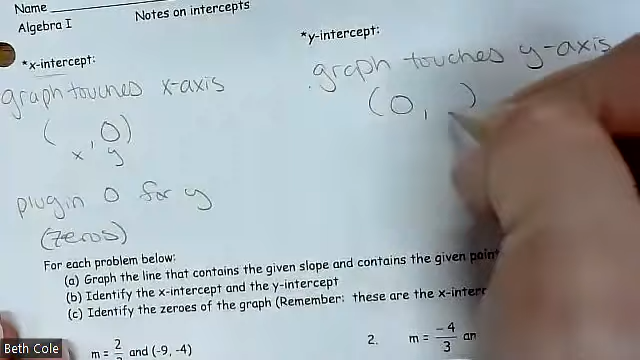 Name
Algebra I
Notes on intercepts
*x-intercept:
graph touches x-axis
( , 0)
x y
plug in 0 for y
(zeros)
*y-intercept:
graph touches y-axis
(0, )
For each problem below:
(a) Graph the line that contains the given slope and contains the given point
(b) Identify the x-intercept and the y-intercept
(c) Identify the zeroes of the graph (Remember: these are the x-interc
m = 2/ and (-9, -4)
2. m = -4/3 an
Beth Cole